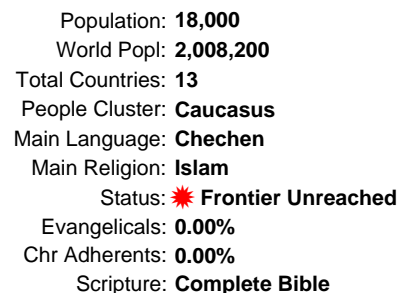 Population: 18,000
World Popl: 2,008,200
Total Countries: 13
People Cluster: Caucasus
Main Language: Chechen
Main Religion: Islam
Status: Frontier Unreached
Evangelicals: 0.00%
Chr Adherents: 0.00%
Scripture: Complete Bible